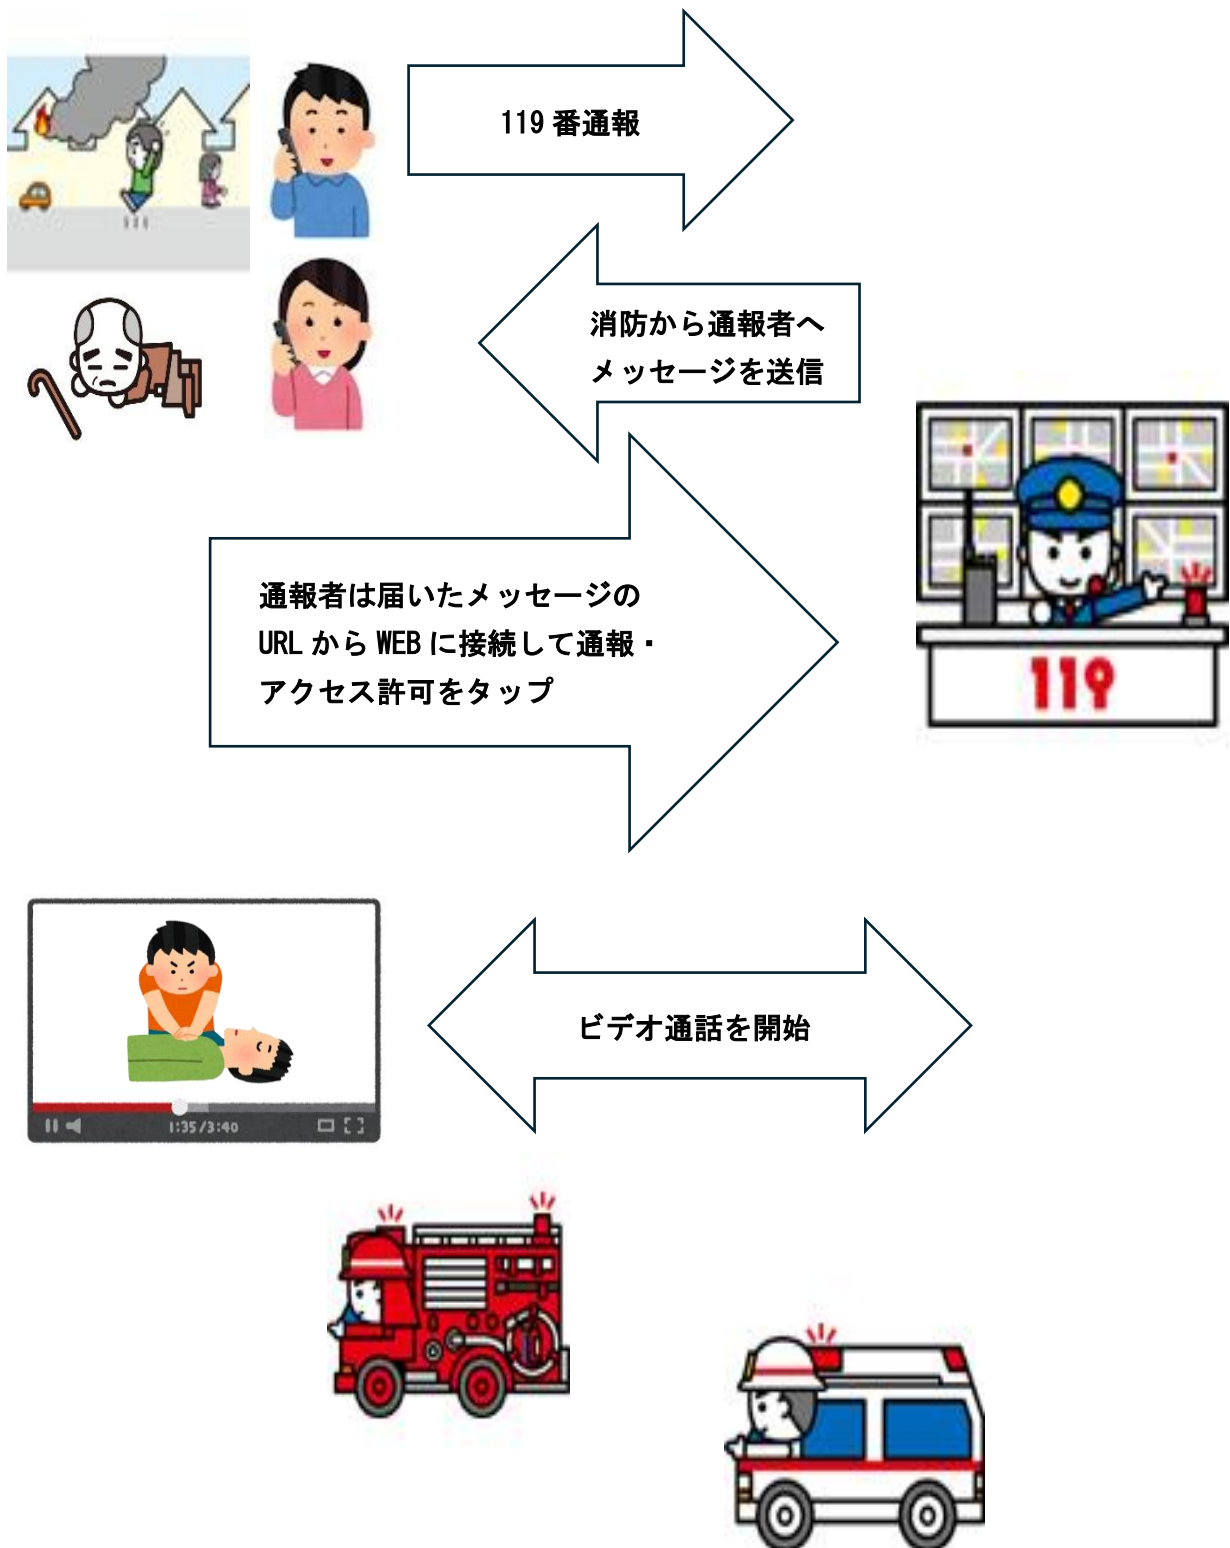 119番通報
消防から通報者へ
メッセージを送信
通報者は届いたメッセージの
URLからWEBに接続して通報・
アクセス許可をタップ
119
ビデオ通話を開始
1:35/3:40